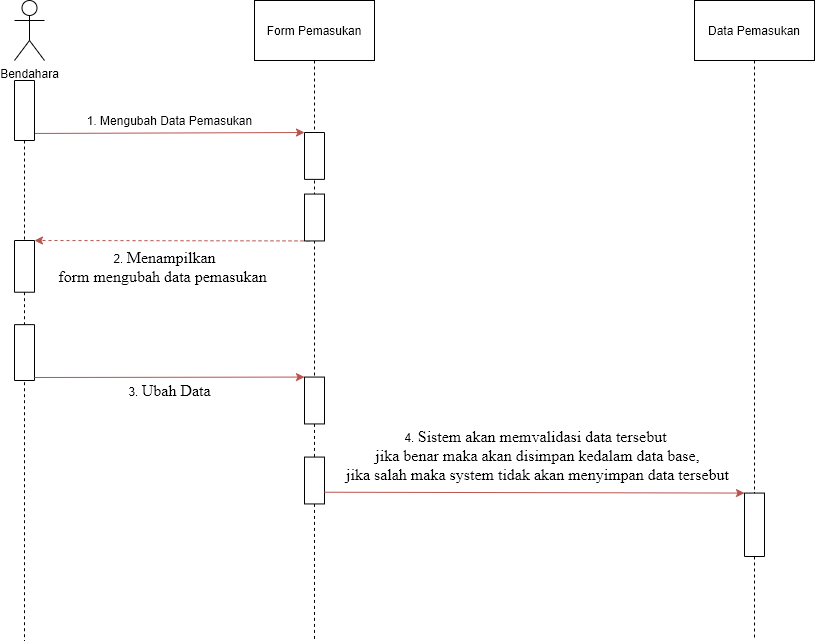 Form Pemasukan
Data Pemasukan
Bendahara
1. Mengubah Data Pemasukan
2. Menampilkan
form mengubah data pemasukan
3. Ubah Data
4. Sistem akan memvalidasi data tersebut
jika benar maka akan disimpan kedalam data base,
jika salah maka system tidak akan menyimpan data tersebut